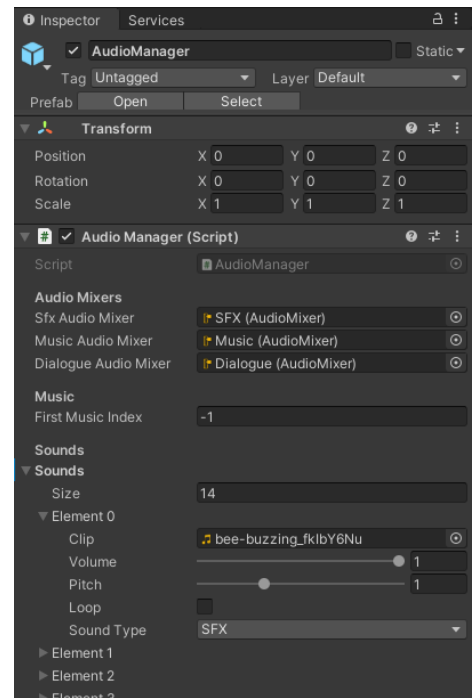 Inspector Services
AudioManager Static
Tag Untagged Layer Default
Prefab Open Select
Transform
Position X 0 Y 0 Z 0
Rotation X 0 Y 0 Z 0
Scale X 1 Y 1 Z 1
# Audio Manager (Script)
Script # AudioManager
Audio Mixers
Sfx Audio Mixer SFX (AudioMixer)
Music Audio Mixer Music (AudioMixer)
Dialogue Audio Mixer Dialogue (AudioMixer)
Music
First Music Index -1
Sounds
Sounds
Size 14
Element 0
Clip bee-buzzing_fkIbY6Nu
Volume 1
Pitch 1
Loop
Sound Type SFX
Element 1
Element 2
Element 3